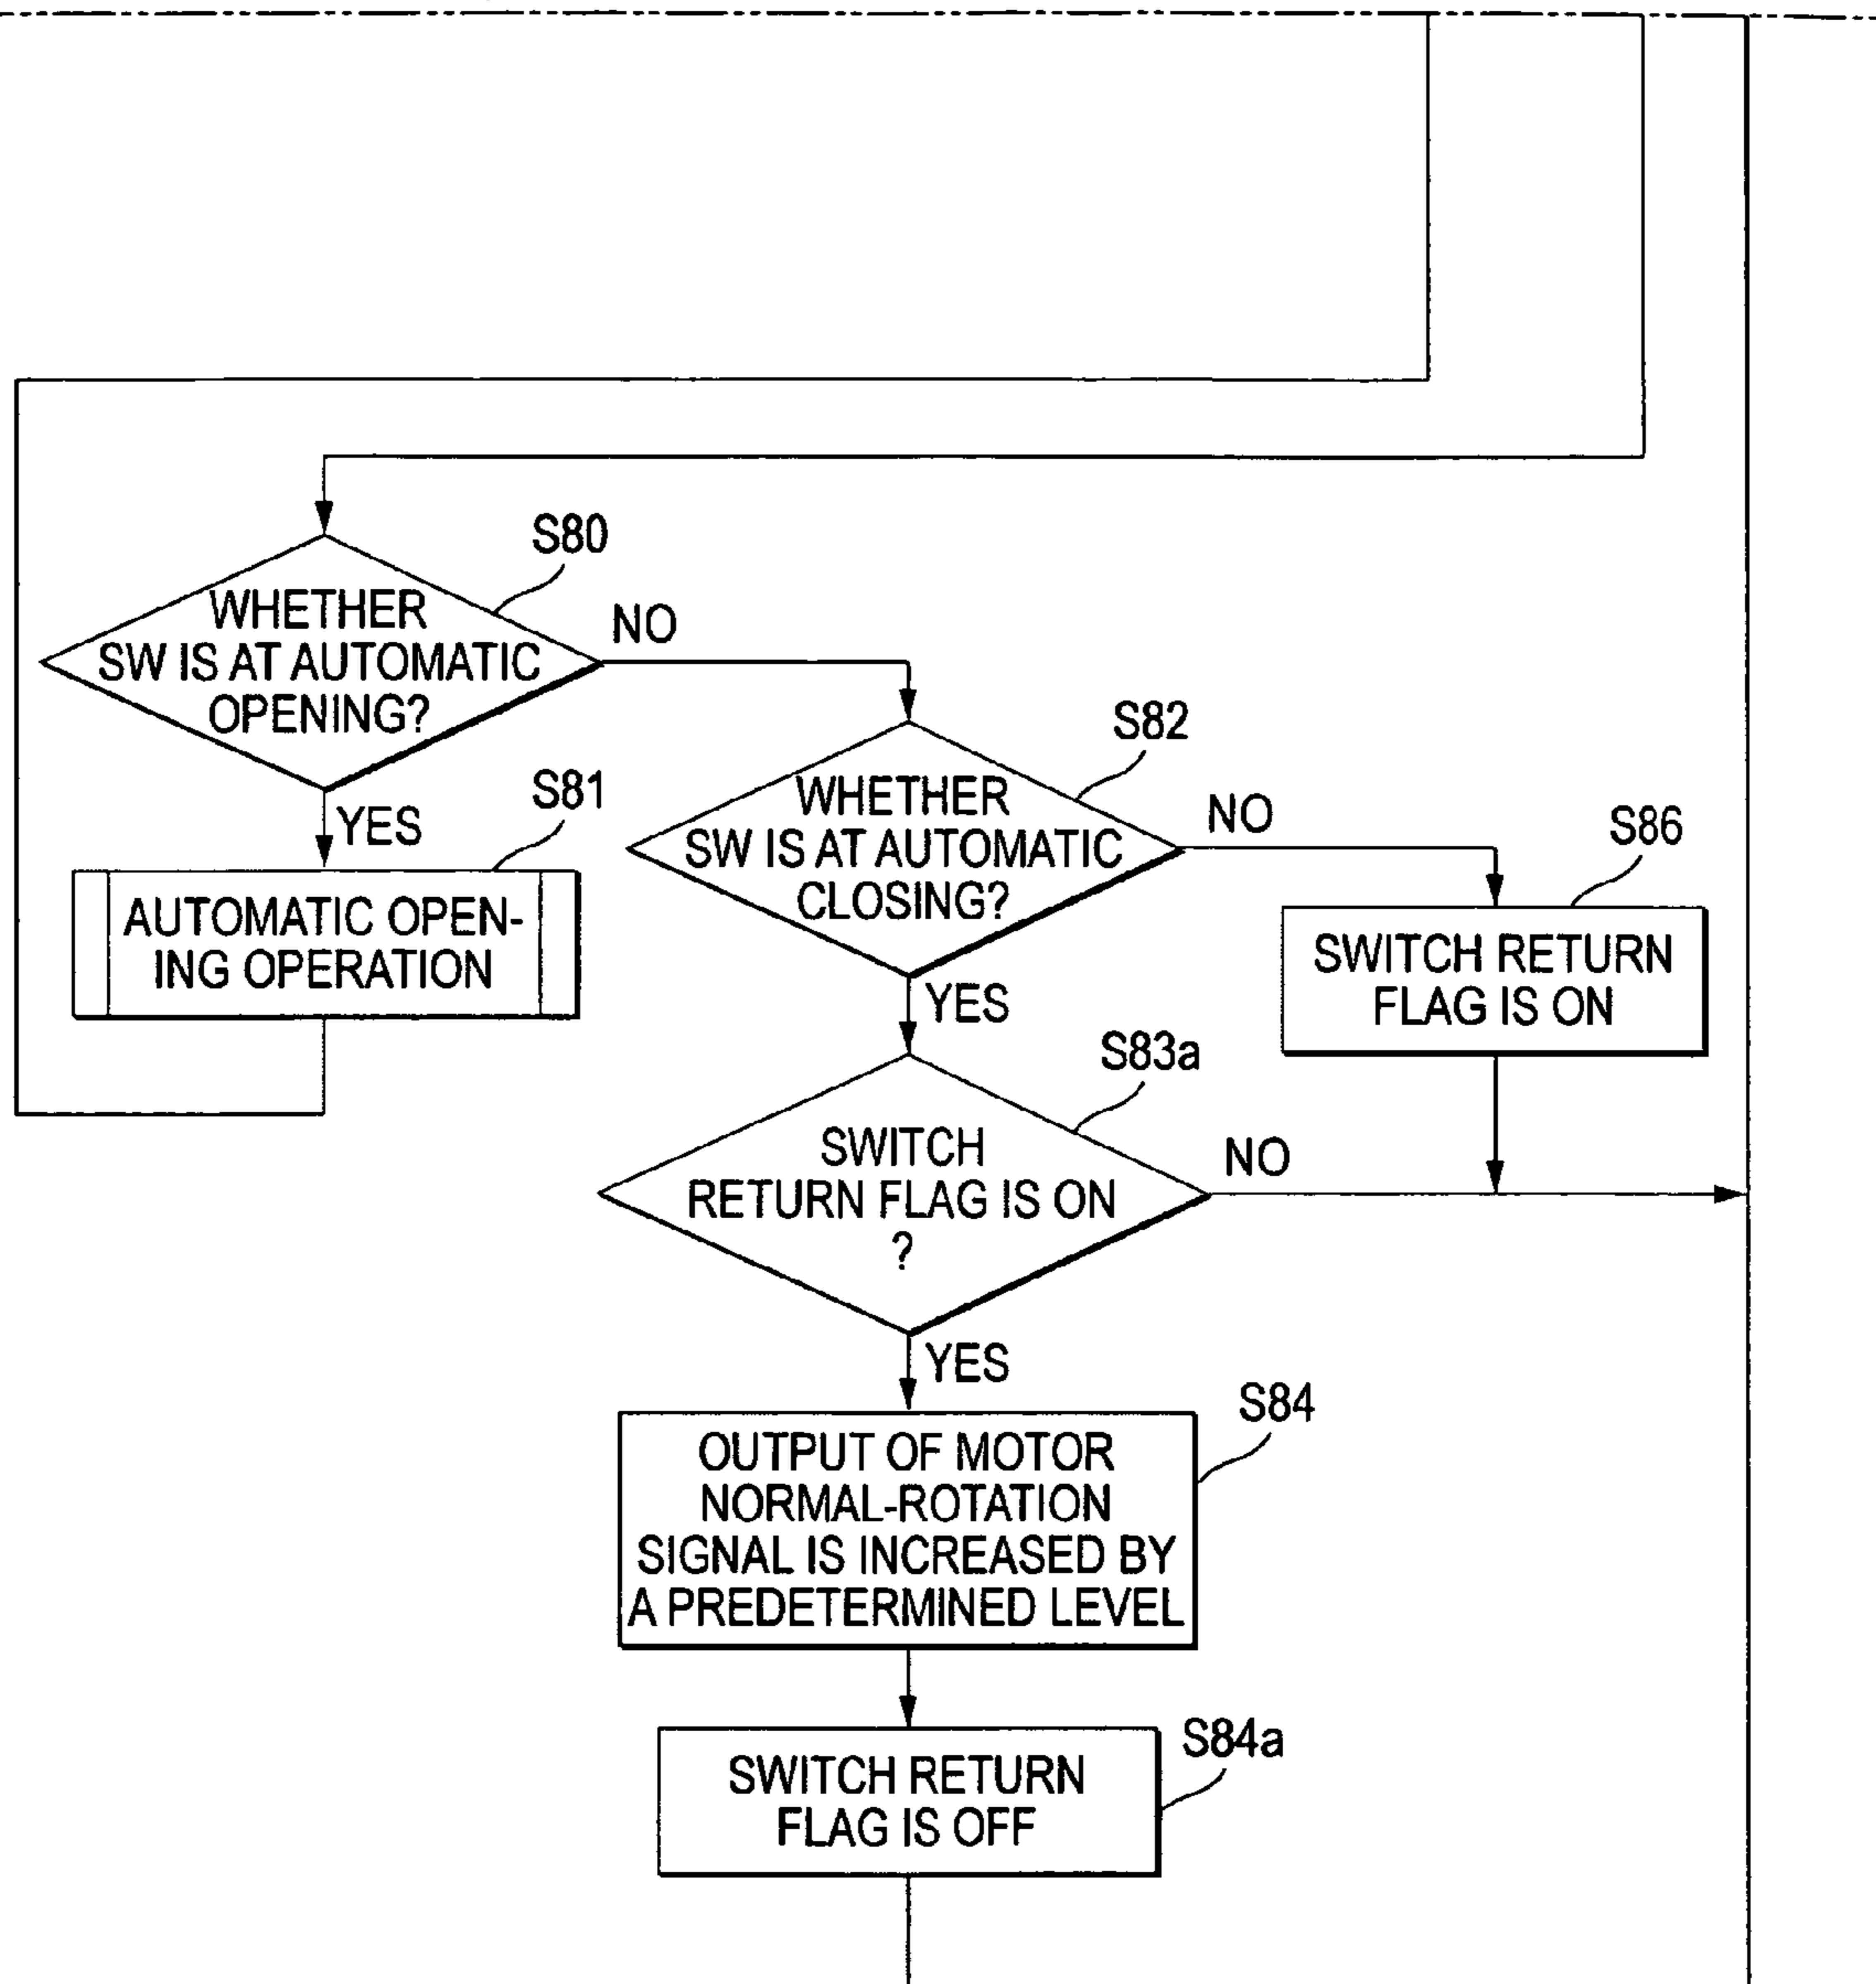 S80
WHETHER
SW IS AT AUTOMATIC
OPENING?
NO
YES
S81
AUTOMATIC OPEN-
ING OPERATION
S82
WHETHER
SW IS AT AUTOMATIC
CLOSING?
NO
YES
S86
SWITCH RETURN
FLAG IS ON
S83a
SWITCH
RETURN FLAG IS ON
?
NO
YES
S84
OUTPUT OF MOTOR
NORMAL-ROTATION
SIGNAL IS INCREASED BY
A PREDETERMINED LEVEL
S84a
SWITCH RETURN
FLAG IS OFF